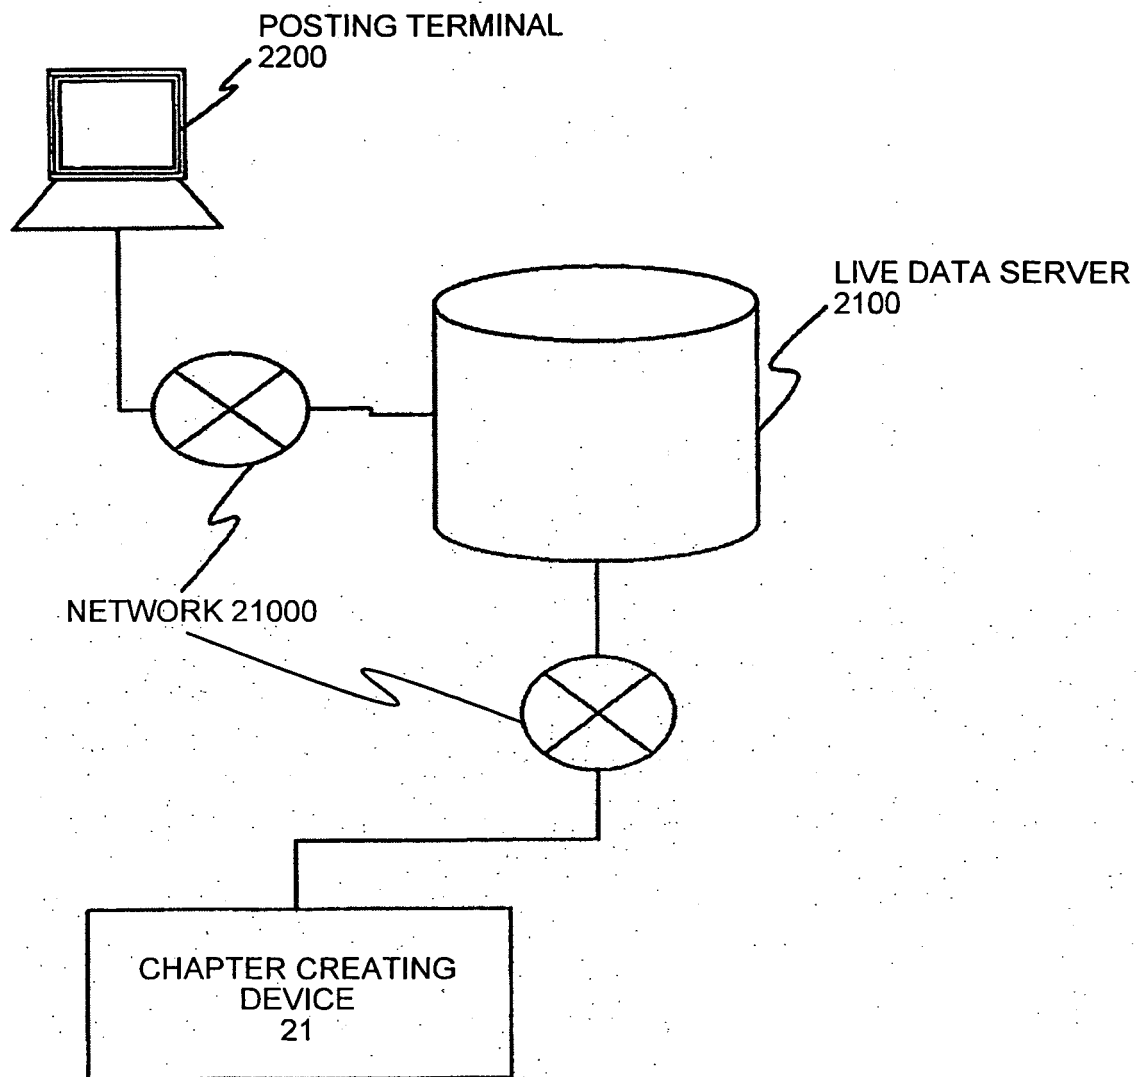 POSTING TERMINAL
2200
LIVE DATA SERVER
2100
NETWORK 21000
CHAPTER CREATING
DEVICE
21